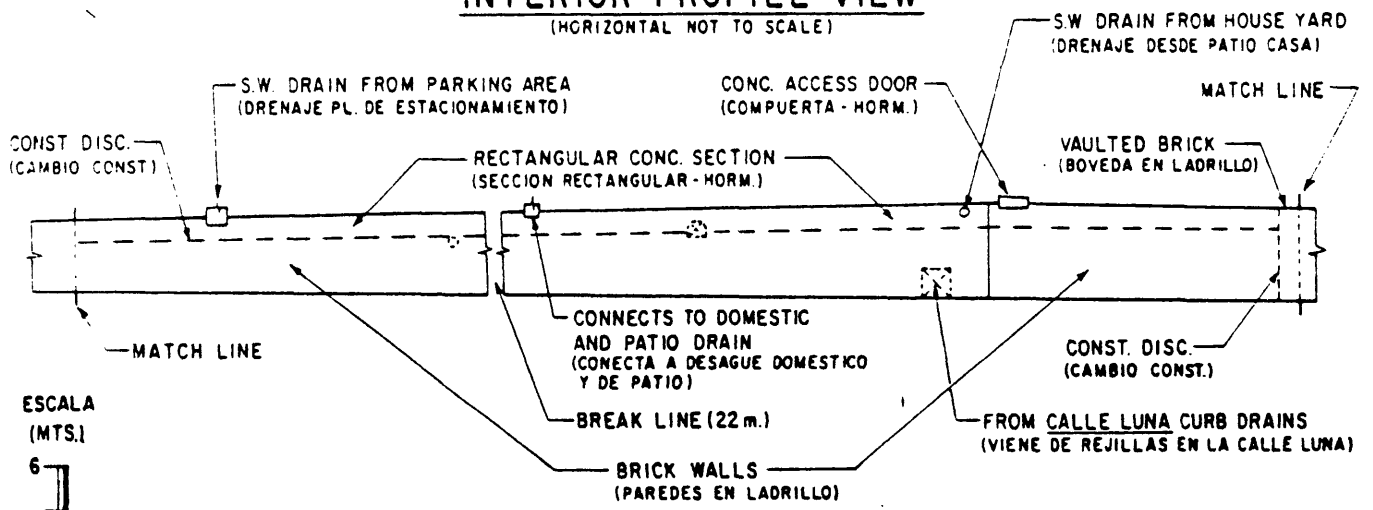 INTERIOR PROFILE VIEW
(HORIZONTAL NOT TO SCALE)
S.W DRAIN FROM HOUSE YARD
(DRENAJE DESDE PATIO CASA)
S.W. DRAIN FROM PARKING AREA
(DRENAJE PL. DE ESTACIONAMIENTO)
CONC. ACCESS DOOR
(COMPUERTA - HORM.)
MATCH LINE
CONST DISC.
(CAMBIO CONST)
RECTANGULAR CONC. SECTION
(SECCION RECTANGULAR - HORM.)
VAULTED BRICK
(BOVEDA EN LADRILLO)
MATCH LINE
CONNECTS TO DOMESTIC
AND PATIO DRAIN
(CONECTA A DESAGUE DOMESTICO
Y DE PATIO)
CONST. DISC.
(CAMBIO CONST.)
ESCALA
(MTS.)
6
BREAK LINE (22 m.)
FROM CALLE LUNA CURB DRAINS
(VIENE DE REJILLAS EN LA CALLE LUNA)
BRICK WALLS
(PAREDES EN LADRILLO)